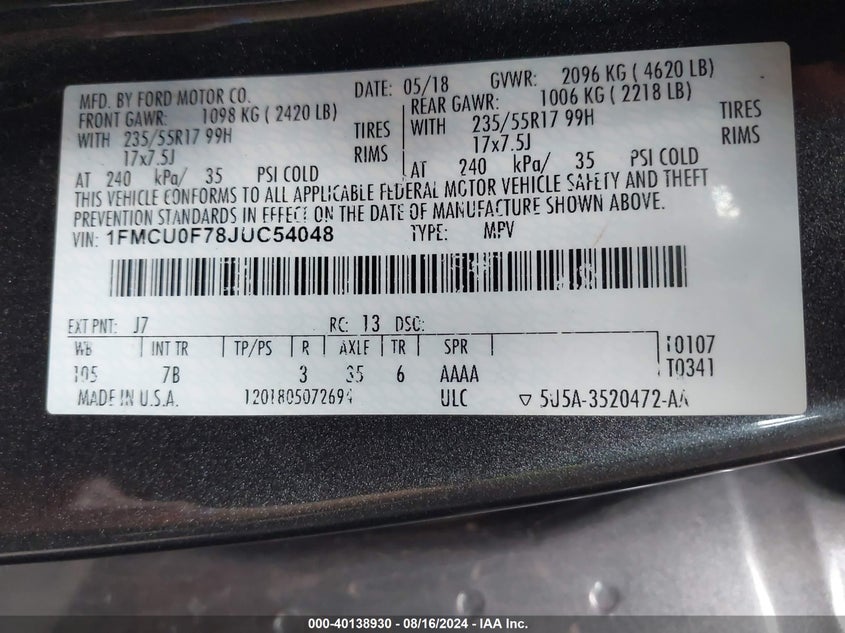 MFD. BY FORD MOTOR CO. DATE: 05/18 GVWR: 2096 KG ( 4620 LB)
FRONT GAWR: 1098 KG ( 2420 LB) REAR GAWR: 1006 KG ( 2218 LB)
WITH 235/55R17 99H TIRES WITH 235/55R17 99H TIRES
17x7.5J RIMS 17x7.5J RIMS
AT 240 kPa/ 35 PSI COLD AT 240 kPa/ 35 PSI COLD
THIS VEHICLE CONFORMS TO ALL APPLICABLE FEDERAL MOTOR VEHICLE SAFETY AND THEFT
PREVENTION STANDARDS IN EFFECT ON THE DATE OF MANUFACTURE SHOWN ABOVE.
VIN: 1FMCU0F78JUC54048 TYPE: MPV
EXT PNT: J7 RC: 13 DSO:
WB INT TR TP/PS R AXLE TR SPR T0107
105 7B 3 35 6 AAAA T0341
MADE IN U.S.A. 1201805072694 ULC ▽ 5U5A-3520472-AA
000-40138930 - 08/16/2024 - IAA Inc.